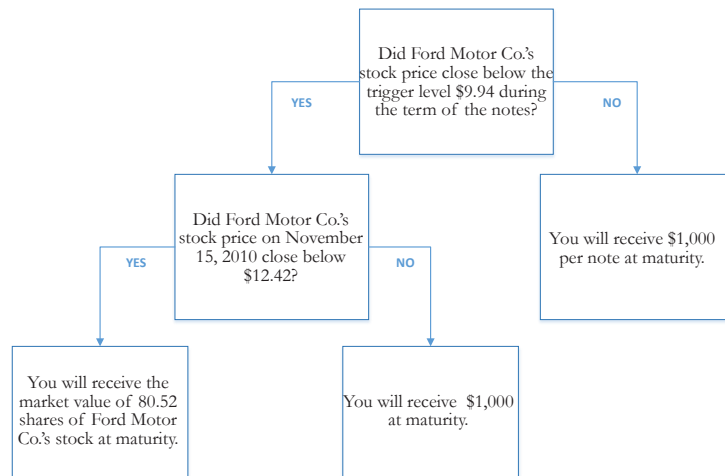 Did Ford Motor Co.'s
stock price close below the
trigger level $9.94 during
the term of the notes?
YES
NO
Did Ford Motor Co.'s
stock price on November
15, 2010 close below
$12.42?
You will receive $1,000
per note at maturity.
YES
NO
You will receive the
market value of 80.52
shares of Ford Motor
Co.'s stock at maturity.
You will receive $1,000
at maturity.